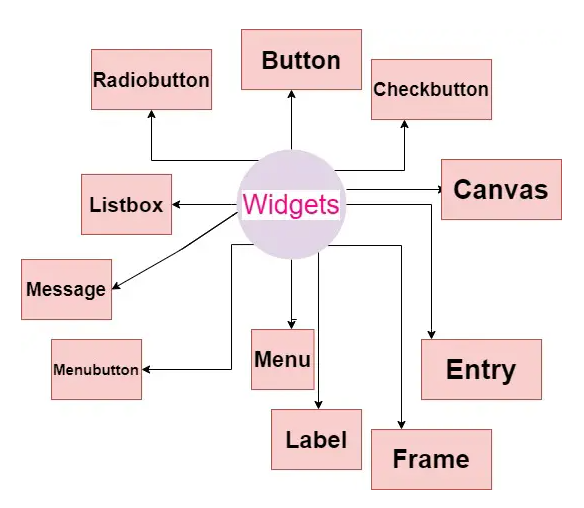 Button
Radiobutton
Checkbutton
Canvas
Listbox
Widgets
Message
Menu
Menubutton
Entry
Label
Frame